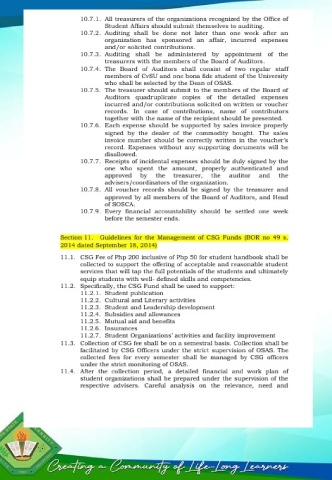 10.7.1. All treasurers of the organizations recognized by the Office of
Student Affairs should submit themselves to auditing.
10.7.2. Auditing shall be done not later than one week after an
organization has sponsored an affair, incurred expenses
and/or solicited contributions.
10.7.3. Auditing shall be administered by appointment of the
treasurers with the members of the Board of Auditors.
10.7.4. The Board of Auditors shall consist of two regular staff
members of CvSU and one bona fide student of the University
who shall be selected by the Dean of OSAS.
10.7.5. The treasurer should submit to the members of the Board of
Auditors quadruplicate copies of the detailed expenses
incurred and/or contributions solicited on written or voucher
records. In case of contributions, name of contributors
together with the name of the recipient should be presented.
10.7.6. Each expense should be supported by sales invoice properly
signed by the dealer of the commodity bought. The sales
invoice number should be correctly written in the voucher's
record. Expenses without any supporting documents will be
disallowed.
10.7.7. Receipts of incidental expenses should be duly signed by the
one who spent the amount, properly authenticated and
approved by the treasurer, the auditor and the
advisers/coordinators of the organization.
10.7.8. All voucher records should be signed by the treasurer and
approved by all members of the Board of Auditors, and Head
of SOSCA.
10.7.9. Every financial accountability should be settled one week
before the semester ends.
Section 11. Guidelines for the Management of CSG Funds (BOR no 49 s.
2014 dated September 18, 2014)
11.1. CSG Fee of Php 200 inclusive of Php 50 for student handbook shall be
collected to support the offering of acceptable and reasonable student
services that will tap the full potentials of the students and ultimately
equip students with well- defined skills and competencies.
11.2. Specifically, the CSG Fund shall be used to support:
11.2.1. Student publication
11.2.2. Cultural and Literary activities
11.2.3. Student and Leadership development
11.2.4. Subsidies and allowances
11.2.5. Mutual aid and benefits
11.2.6. Insurances
11.2.7. Student Organizations' activities and facility improvement
11.3. Collection of CSG fee shall be on a semestral basis. Collection shall be
facilitated by CSG Officers under the strict supervision of OSAS. The
collected fees for every semester shall be managed by CSG officers
under the strict monitoring of OSAS.
11.4. After the collection period, a detailed financial and work plan of
student organizations shall be prepared under the supervision of the
respective advisers. Careful analysis on the relevance, need and
Creating a Community of Life-Long Learners